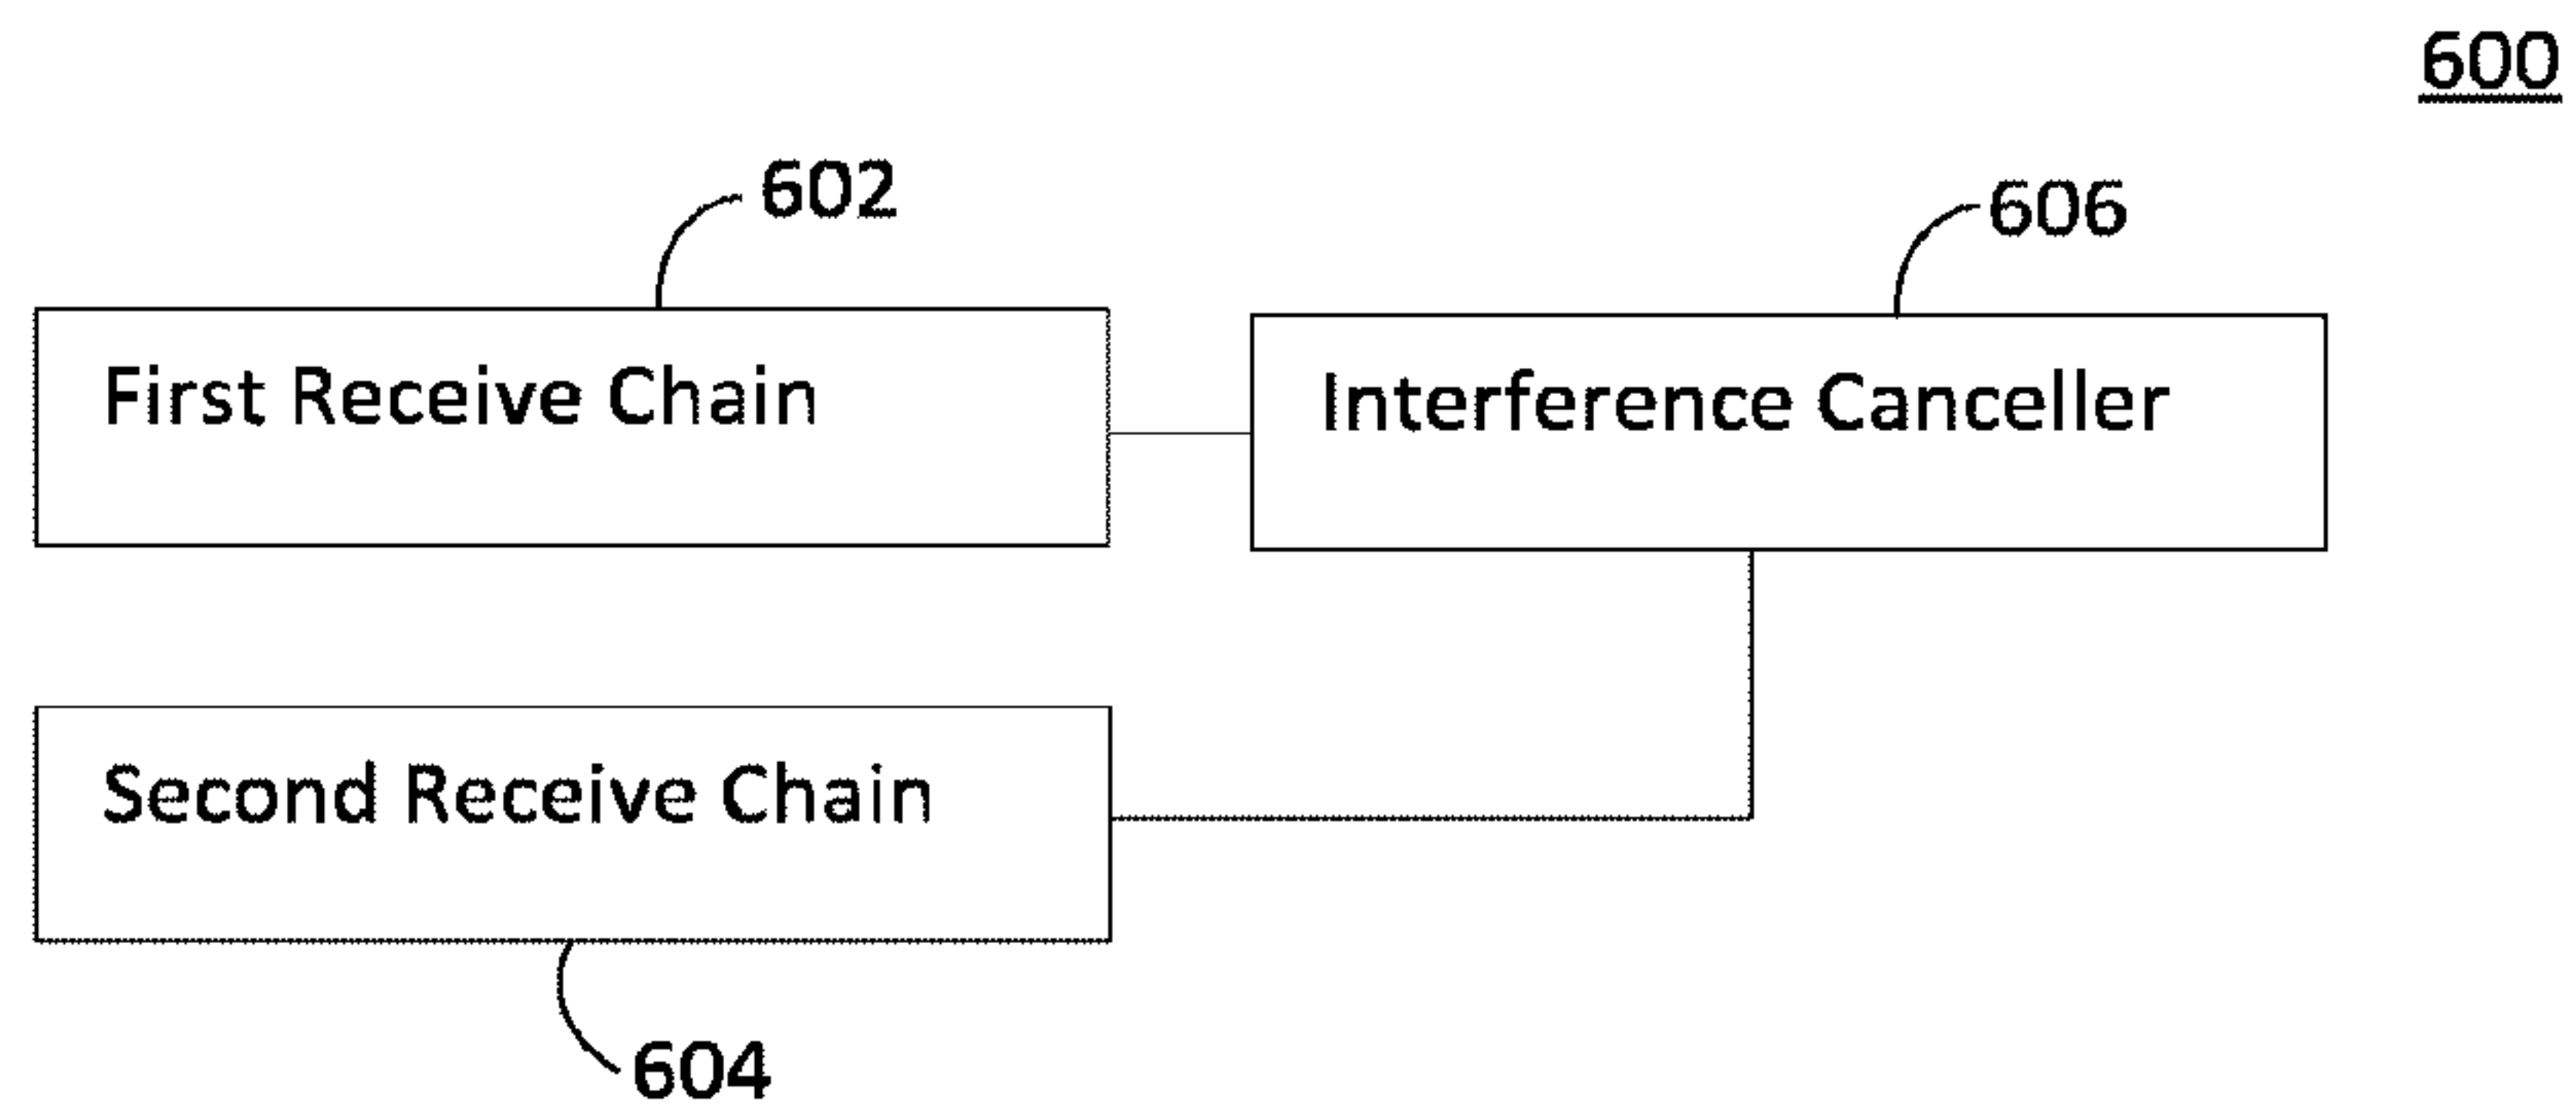 600
602
606
First Receive Chain
Interference Canceller
Second Receive Chain
604